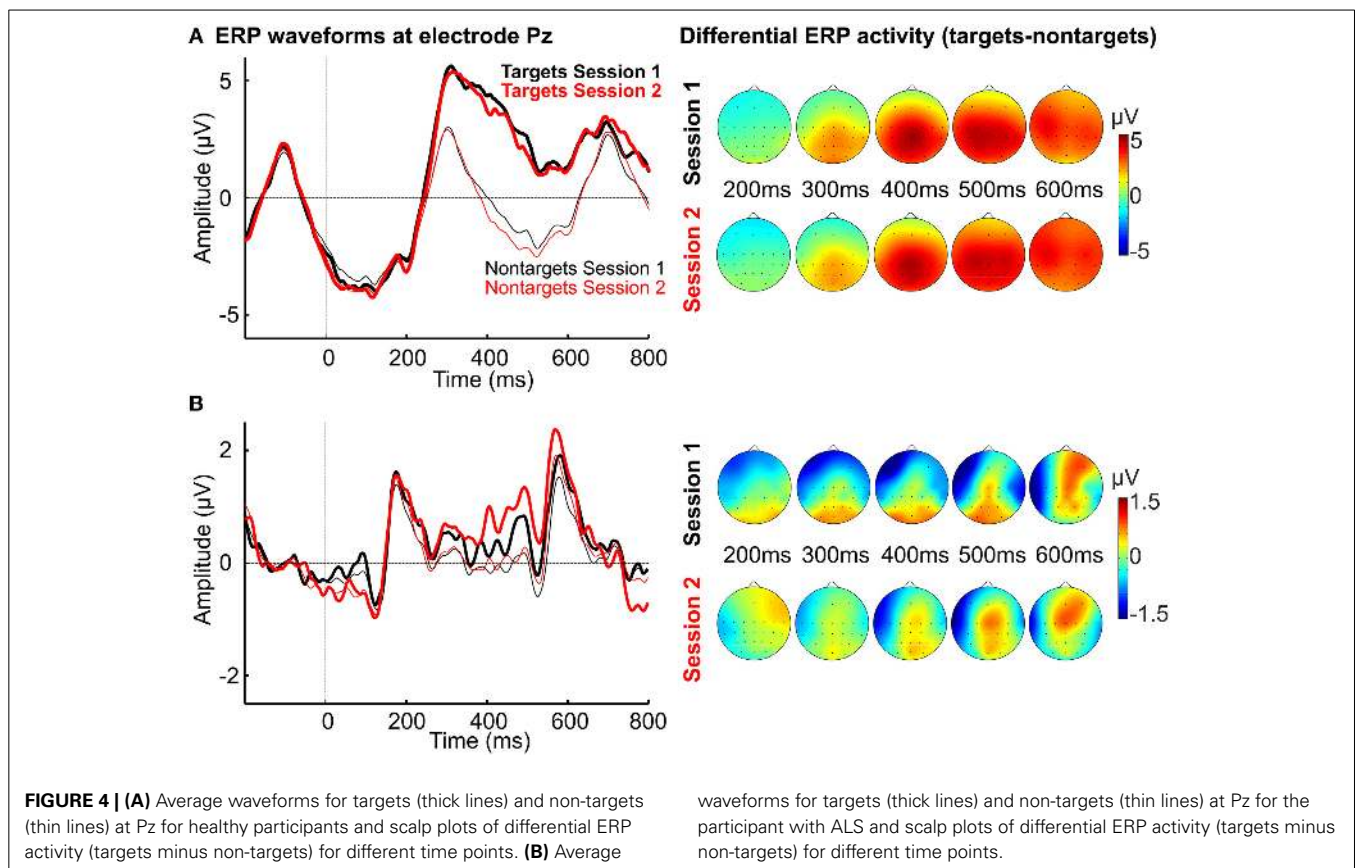 A ERP waveforms at electrode Pz
Differential ERP activity (targets-nontargets)
Targets Session 1
Targets Session 2
Nontargets Session 1
Nontargets Session 2
Amplitude (µV)
5
0
-5
0 200 400 600 800
Time (ms)
Session 1
200ms 300ms 400ms 500ms 600ms
Session 2
µV
5
0
-5
B
Amplitude (µV)
2
0
-2
0 200 400 600 800
Time (ms)
Session 1
200ms 300ms 400ms 500ms 600ms
Session 2
µV
1.5
0
-1.5
FIGURE 4 | (A) Average waveforms for targets (thick lines) and non-targets
(thin lines) at Pz for healthy participants and scalp plots of differential ERP
activity (targets minus non-targets) for different time points. (B) Average
waveforms for targets (thick lines) and non-targets (thin lines) at Pz for the
participant with ALS and scalp plots of differential ERP activity (targets minus
non-targets) for different time points.